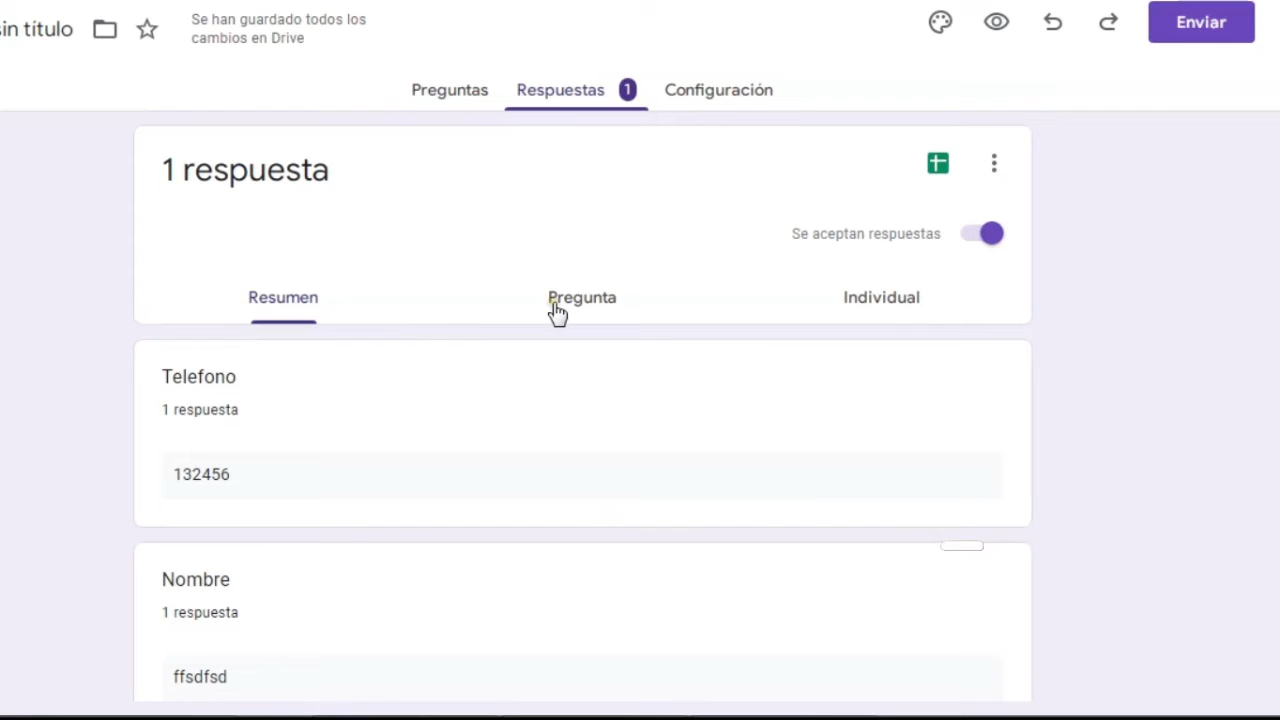 sin título
Se han guardado todos los
cambios en Drive
Enviar
Preguntas
Respuestas 1
Configuración
1 respuesta
Se aceptan respuestas
Resumen
Pregunta
Individual
Telefono
1 respuesta
132456
Nombre
1 respuesta
ffsdfsd